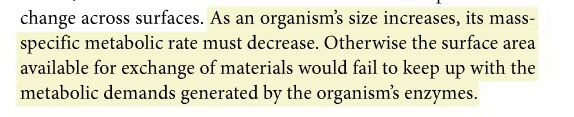 change across surfaces. As an organism's size increases, its mass-
specific metabolic rate must decrease. Otherwise the surface area
available for exchange of materials would fail to keep up with the
metabolic demands generated by the organism's enzymes.